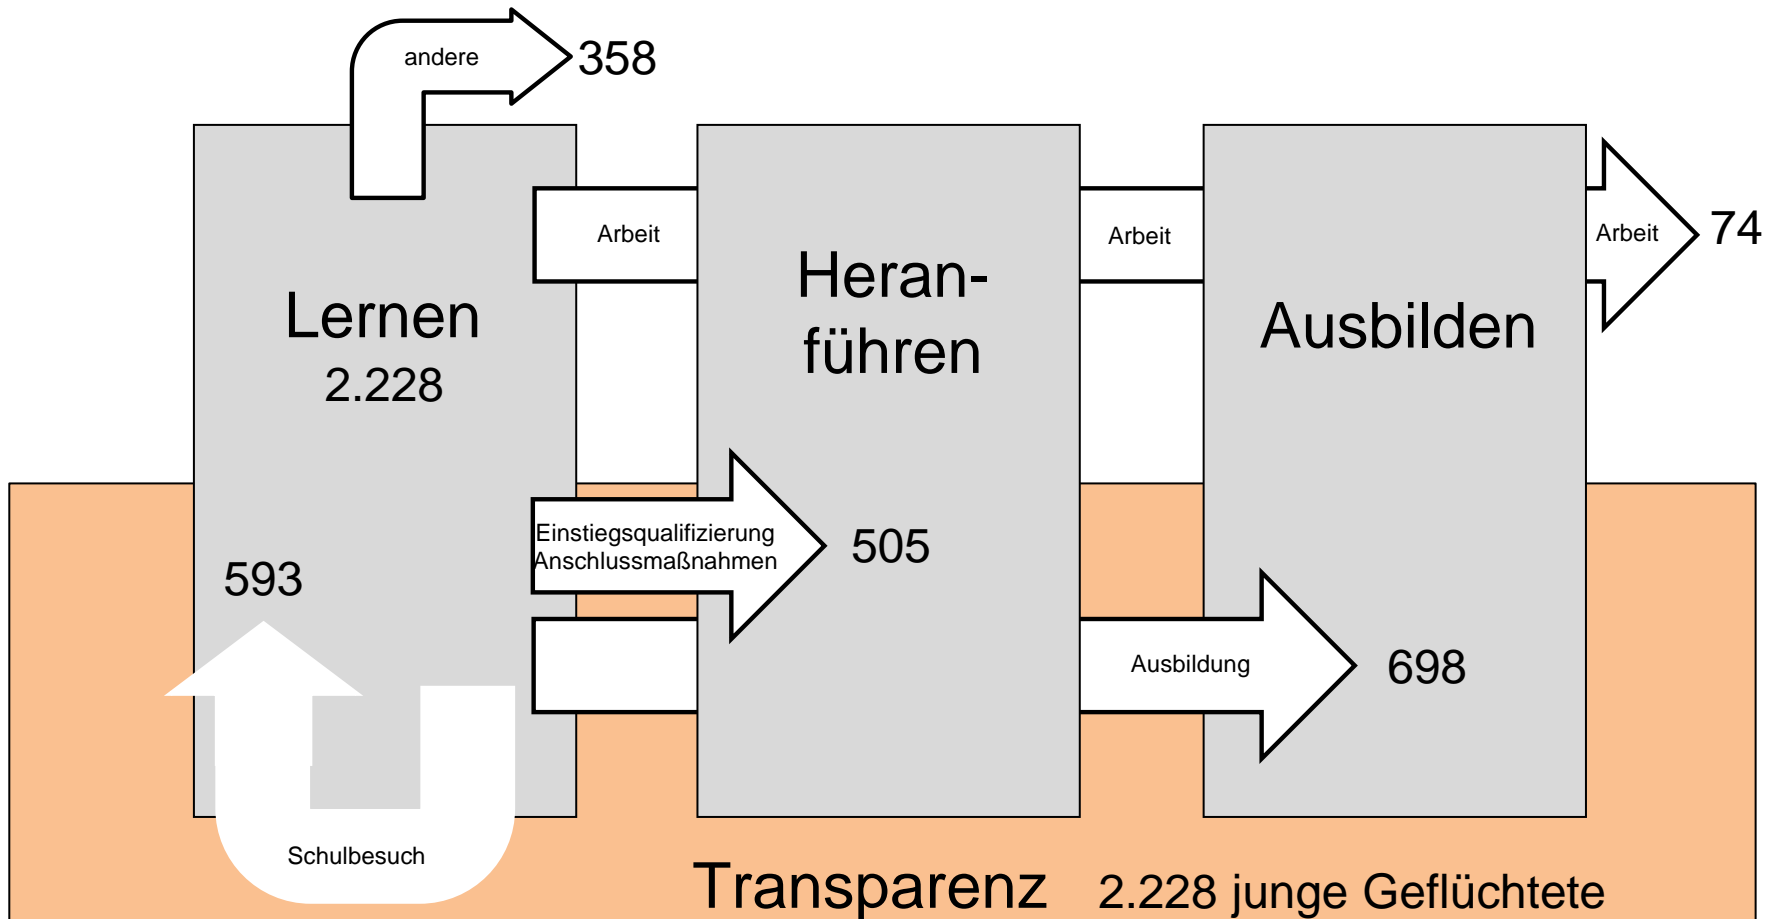 andere
358
Arbeit
Arbeit
Arbeit
74
Lernen
2.228
Heran-
führen
Ausbilden
Einstiegsqualifizierung
Anschlussmaßnahmen
505
593
Ausbildung
698
Schulbesuch
Transparenz 2.228 junge Geflüchtete